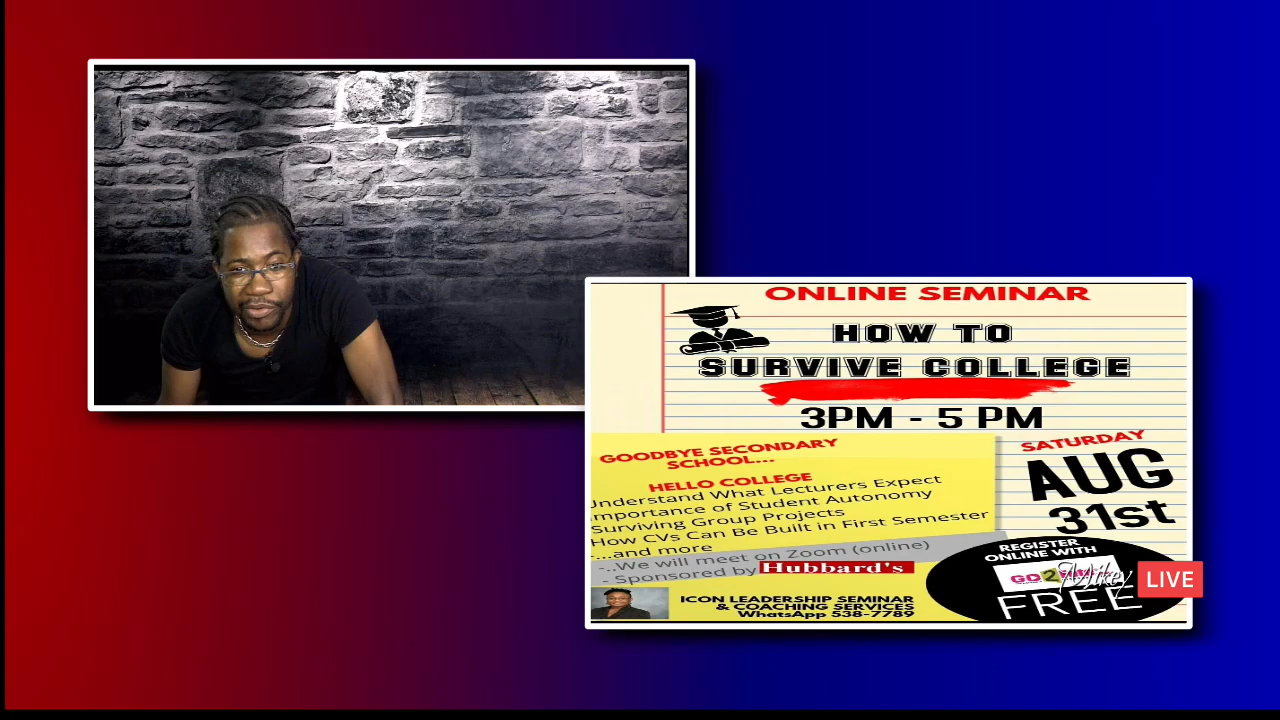 ONLINE SEMINAR
HOW TO
SURVIVE COLLEGE
3PM - 5 PM
GOODBYE SECONDARY
SCHOOL...
HELLO COLLEGE
Understand What Lecturers Expect
Importance of Student Autonomy
Surviving Group Projects
How CVs Can Be Built in First Semester
...and more
-..We will meet on Zoom (online)
- Sponsored by Hubbard's
SATURDAY
AUG
31st
REGISTER
ONLINE WITH
GO2
Mikey LIVE
FREE
ICON LEADERSHIP SEMINAR
& COACHING SERVICES
WhatsApp 538-7789